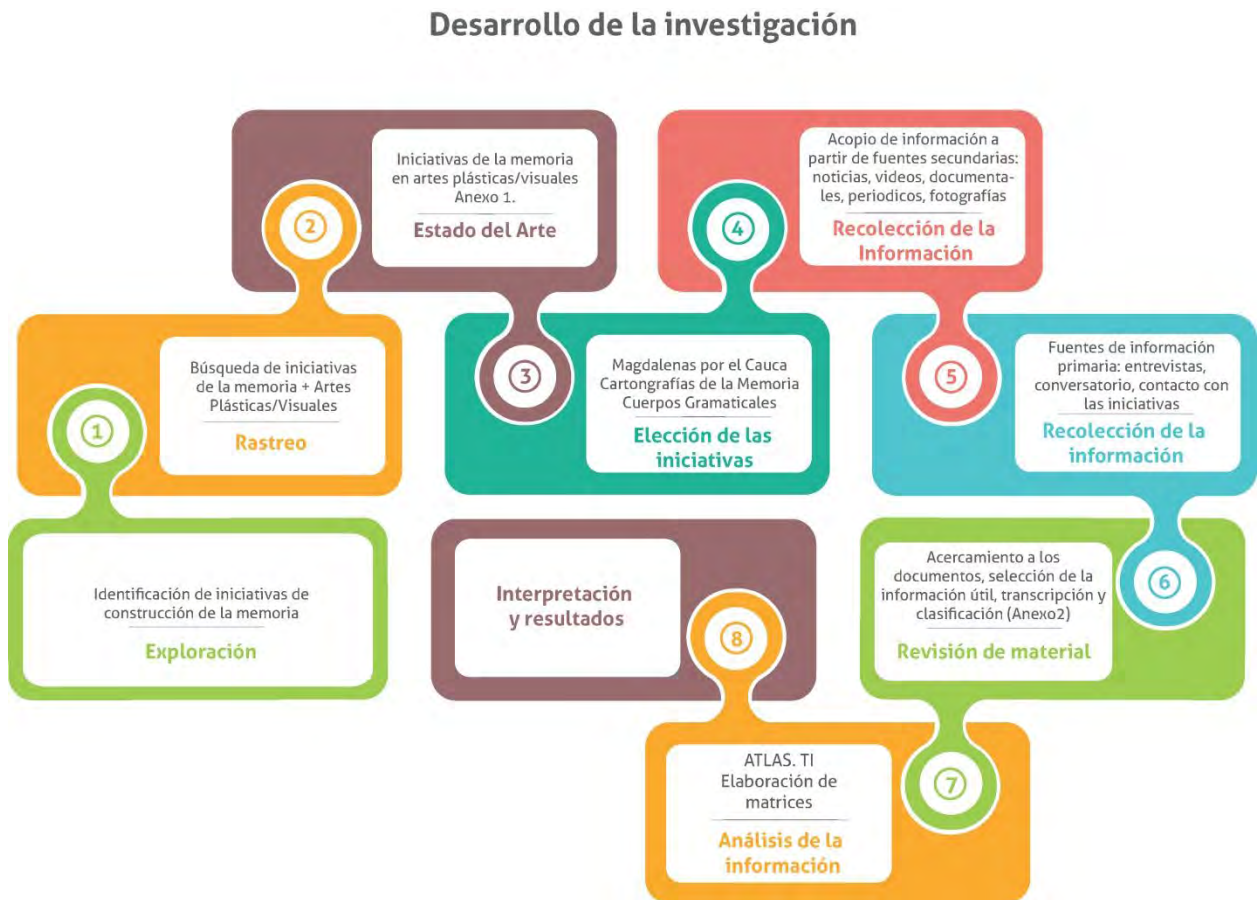 Desarrollo de la investigación
1
Identificación de iniciativas de
construcción de la memoria
Exploración
2
Búsqueda de iniciativas
de la memoria + Artes
Plásticas/Visuales
Rastreo
Iniciativas de la memoria
en artes plásticas/visuales
Anexo 1.
Estado del Arte
3
Magdalenas por el Cauca
Cartongrafías de la Memoria
Cuerpos Gramaticales
Elección de las
iniciativas
4
Acopio de información a
partir de fuentes secundarias:
noticias, videos, documenta-
les, periodicos, fotografías
Recolección de la
Información
5
Fuentes de información
primaria: entrevistas,
conversatorio, contacto con
las iniciativas
Recolección de la
información
6
Acercamiento a los
documentos, selección de la
información útil, transcripción y
clasificación (Anexo2)
Revisión de material
7
ATLAS. TI
Elaboración de
matrices
Análisis de la
información
8
Interpretación
y resultados